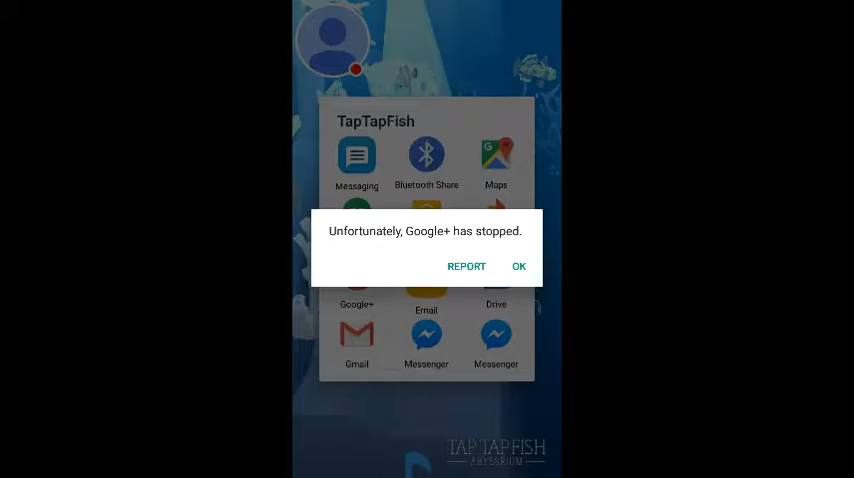 TapTapFish
Messaging
Bluetooth Share
Maps
Unfortunately, Google+ has stopped.
REPORT OK
Google+
Email
Drive
Gmail
Messenger
Messenger
TAP TAP FISH
ABYSSRIUM